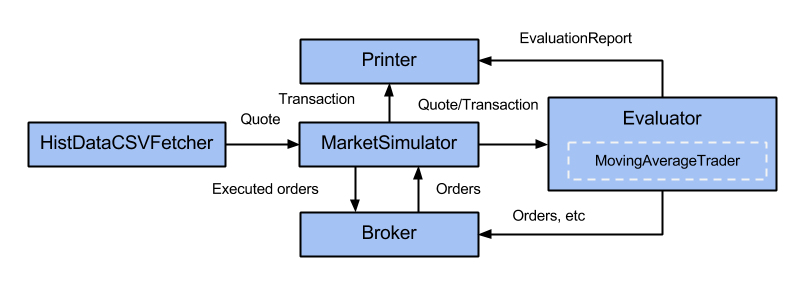 EvaluationReport
Printer
Transaction
Quote/Transaction
Quote
Evaluator
HistDataCSVFetcher
MarketSimulator
MovingAverageTrader
Executed orders
Orders
Orders, etc
Broker